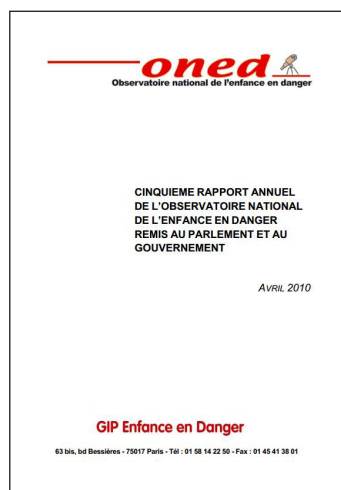 oned
Observatoire national de l'enfance en danger
CINQUIEME RAPPORT ANNUEL
DE L'OBSERVATOIRE NATIONAL
DE L'ENFANCE EN DANGER
REMIS AU PARLEMENT ET AU
GOUVERNEMENT
AVRIL 2010
GIP Enfance en Danger
63 bis, bd Bessières - 75017 Paris - Tél : 01 58 14 22 50 - Fax : 01 45 41 38 01